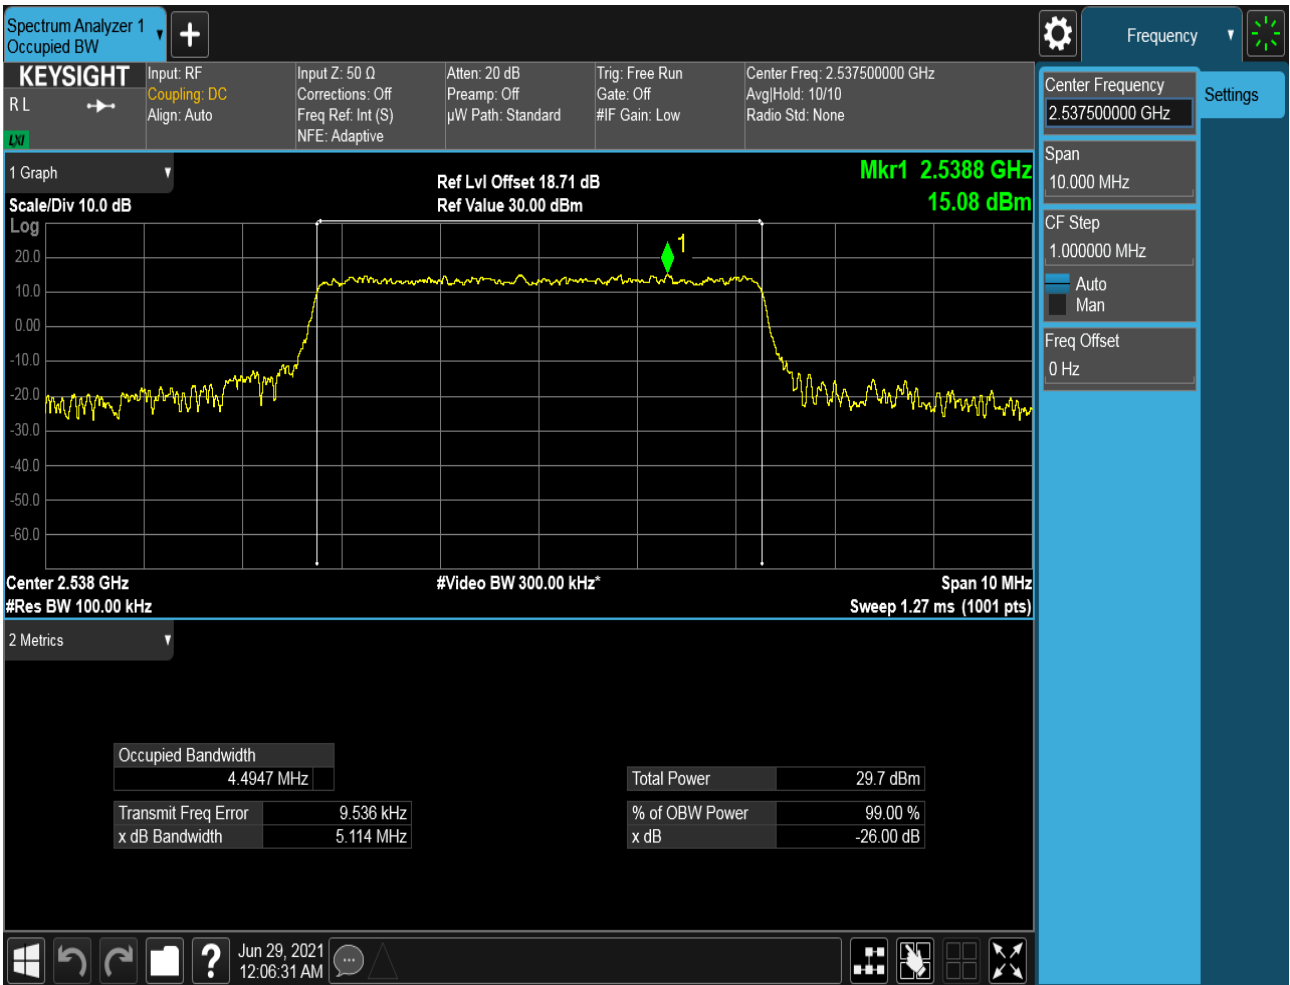 Spectrum Analyzer 1
Occupied BW
Frequency
KEYSIGHT
R L
LXI
Input: RF
Coupling: DC
Align: Auto
Input Z: 50 Ω
Corrections: Off
Freq Ref: Int (S)
NFE: Adaptive
Atten: 20 dB
Preamp: Off
µW Path: Standard
Trig: Free Run
Gate: Off
#IF Gain: Low
Center Freq: 2.537500000 GHz
Avg|Hold: 10/10
Radio Std: None
Center Frequency
2.537500000 GHz
Settings
Span
10.000 MHz
CF Step
1.000000 MHz
Auto
Man
Freq Offset
0 Hz
1 Graph
Scale/Div 10.0 dB
Ref Lvl Offset 18.71 dB
Ref Value 30.00 dBm
Mkr1 2.5388 GHz
15.08 dBm
Log
1
20.0
10.0
0.00
-10.0
-20.0
-30.0
-40.0
-50.0
-60.0
Center 2.538 GHz
#Res BW 100.00 kHz
#Video BW 300.00 kHz*
Span 10 MHz
Sweep 1.27 ms (1001 pts)
2 Metrics
Occupied Bandwidth
4.4947 MHz
Transmit Freq Error 9.536 kHz
x dB Bandwidth 5.114 MHz
Total Power 29.7 dBm
% of OBW Power 99.00 %
x dB -26.00 dB
?
Jun 29, 2021
12:06:31 AM